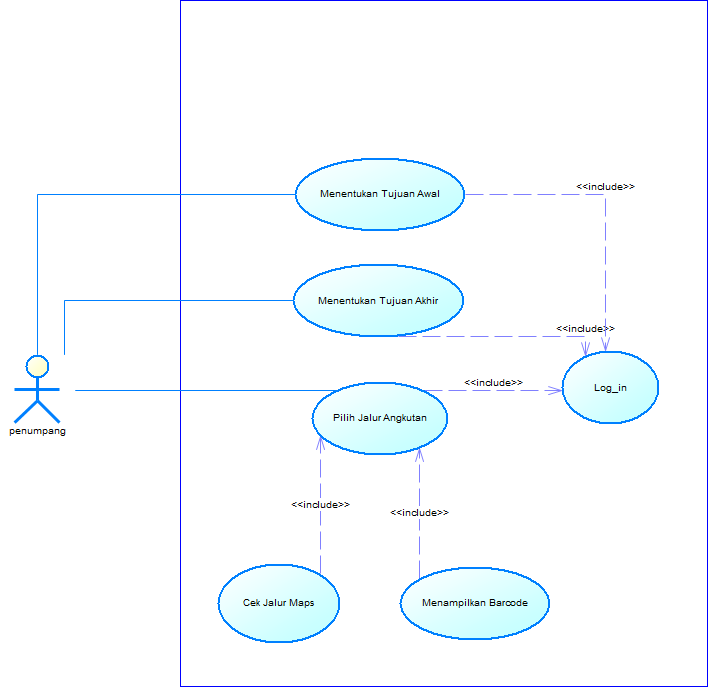 <<include>>
Menentukan Tujuan Awal
Menentukan Tujuan Akhir
<<include>>
<<include>>
Log_in
Pilih Jalur Angkutan
penumpang
<<include>>
<<include>>
Cek Jalur Maps
Menampilkan Barcode